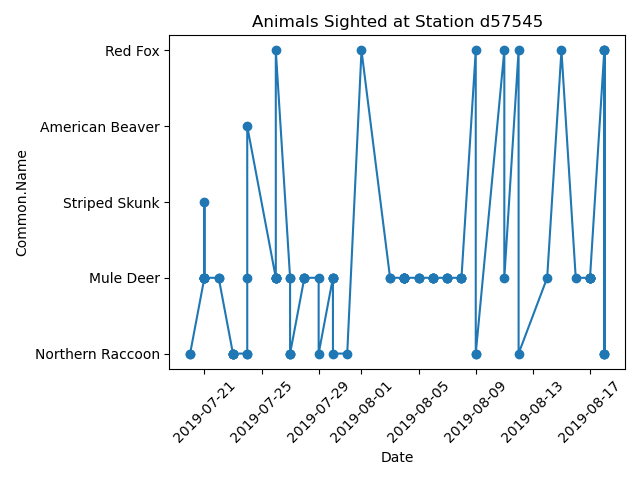 Animals Sighted at Station d57545
Common.Name
Red Fox
American Beaver
Striped Skunk
Mule Deer
Northern Raccoon
2019-07-21
2019-07-25
2019-07-29
2019-08-01
2019-08-05
2019-08-09
2019-08-13
2019-08-17
Date